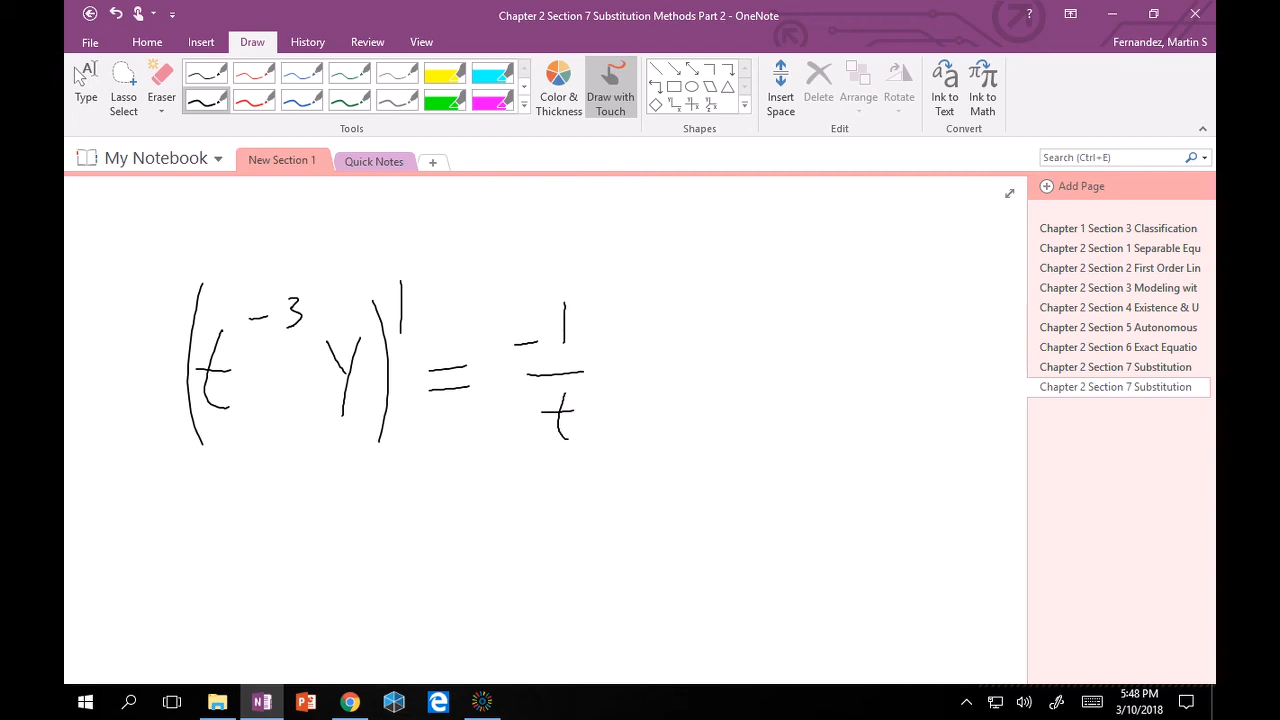 Chapter 2 Section 7 Substitution Methods Part 2 - OneNote
?
File Home Insert Draw History Review View Fernandez, Martin S
Type Lasso Select Eraser Color & Thickness Draw with Touch Insert Space Delete Arrange Rotate Ink to Text Ink to Math
Tools Shapes Edit Convert
My Notebook New Section 1 Quick Notes + Search (Ctrl+E)
Add Page
Chapter 1 Section 3 Classification
Chapter 2 Section 1 Separable Equ
Chapter 2 Section 2 First Order Lin
Chapter 2 Section 3 Modeling wit
Chapter 2 Section 4 Existence & U
Chapter 2 Section 5 Autonomous
Chapter 2 Section 6 Exact Equatio
Chapter 2 Section 7 Substitution
Chapter 2 Section 7 Substitution
(t^-3 y)' = -1/t
5:48 PM
3/10/2018